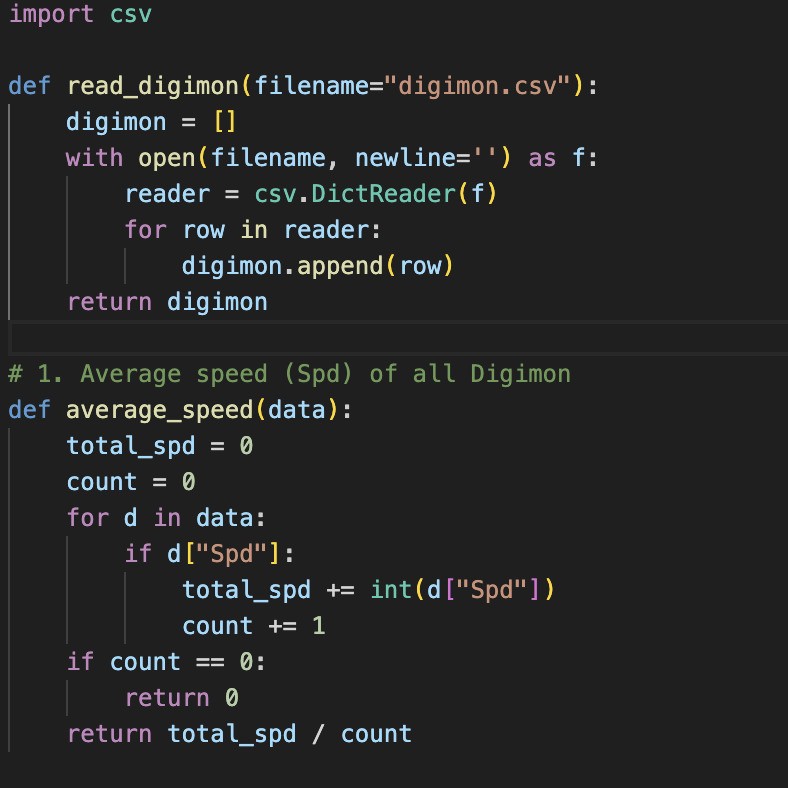 import csv

def read_digimon(filename="digimon.csv"):
    digimon = []
    with open(filename, newline='') as f:
        reader = csv.DictReader(f)
        for row in reader:
            digimon.append(row)
    return digimon

# 1. Average speed (Spd) of all Digimon
def average_speed(data):
    total_spd = 0
    count = 0
    for d in data:
        if d["Spd"]:
            total_spd += int(d["Spd"])
            count += 1
    if count == 0:
        return 0
    return total_spd / count